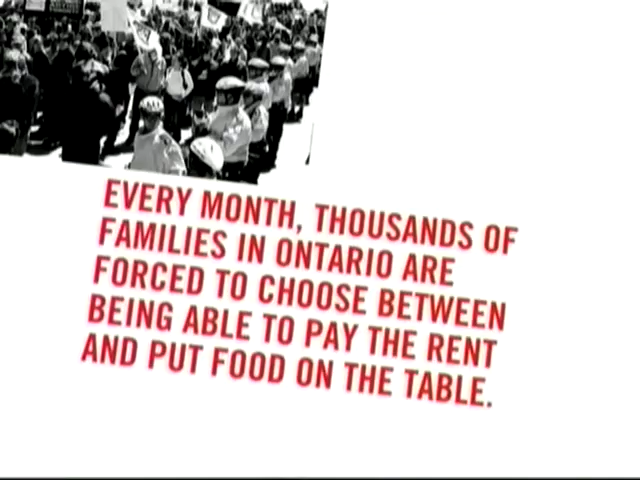 EVERY MONTH, THOUSANDS OF
FAMILIES IN ONTARIO ARE
FORCED TO CHOOSE BETWEEN
BEING ABLE TO PAY THE RENT
AND PUT FOOD ON THE TABLE.